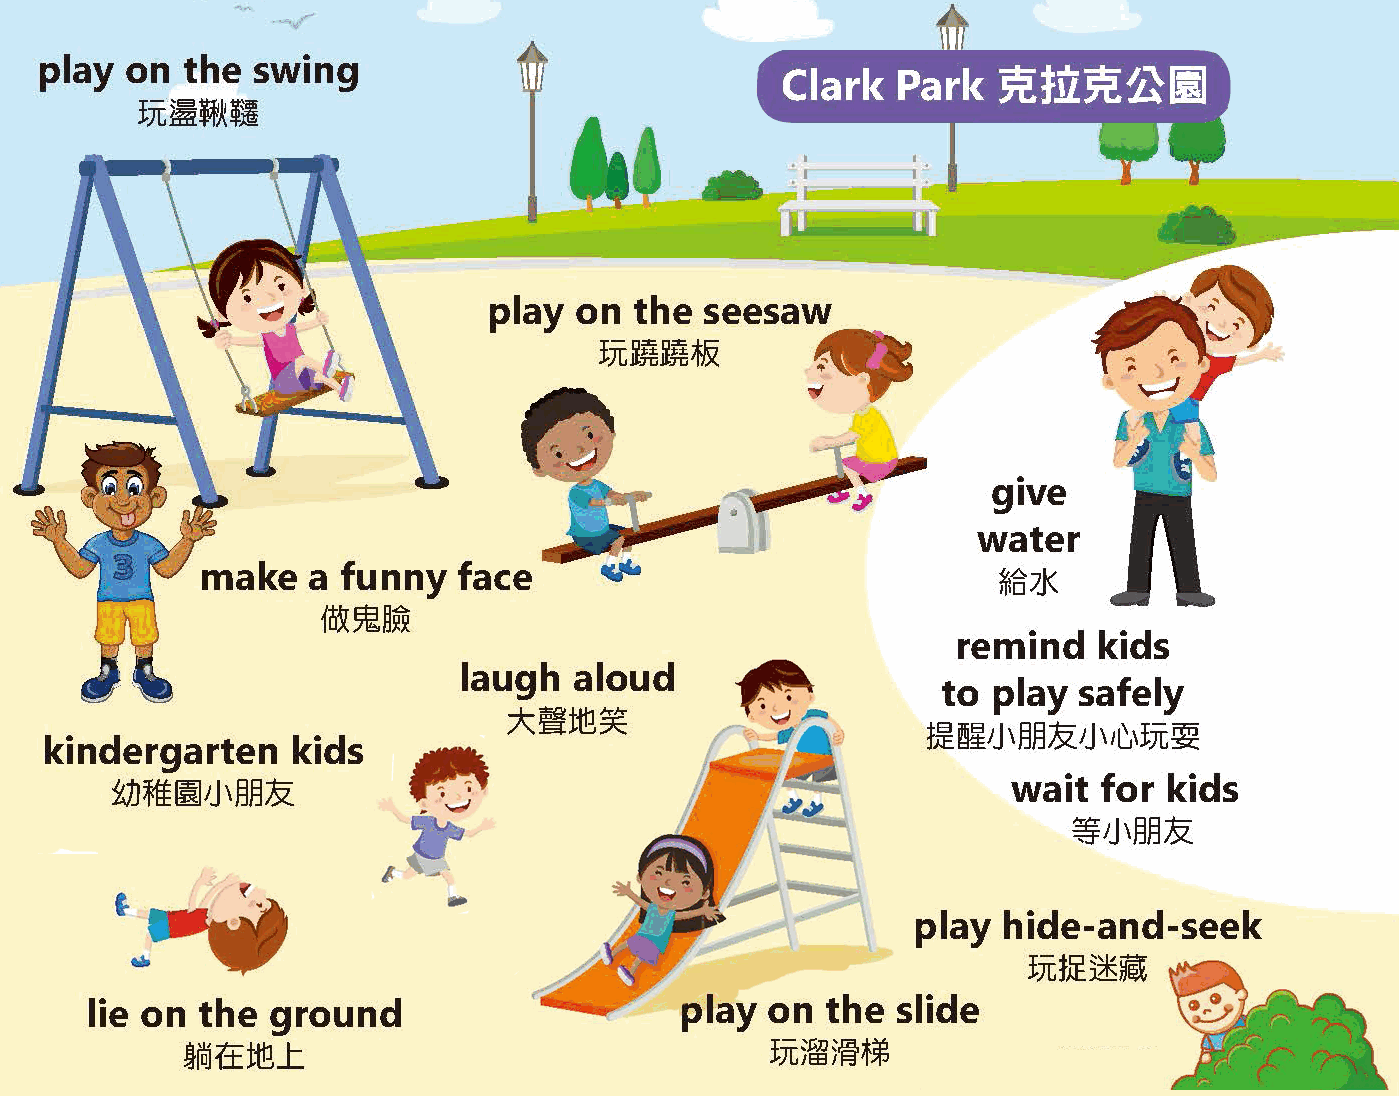 play on the swing
玩盪鞦韆
Clark Park 克拉克公園
play on the seesaw
玩蹺蹺板
give
water
給水
make a funny face
做鬼臉
remind kids
to play safely
提醒小朋友小心玩耍
laugh aloud
大聲地笑
kindergarten kids
幼稚園小朋友
wait for kids
等小朋友
play hide-and-seek
玩捉迷藏
lie on the ground
躺在地上
play on the slide
玩溜滑梯
3